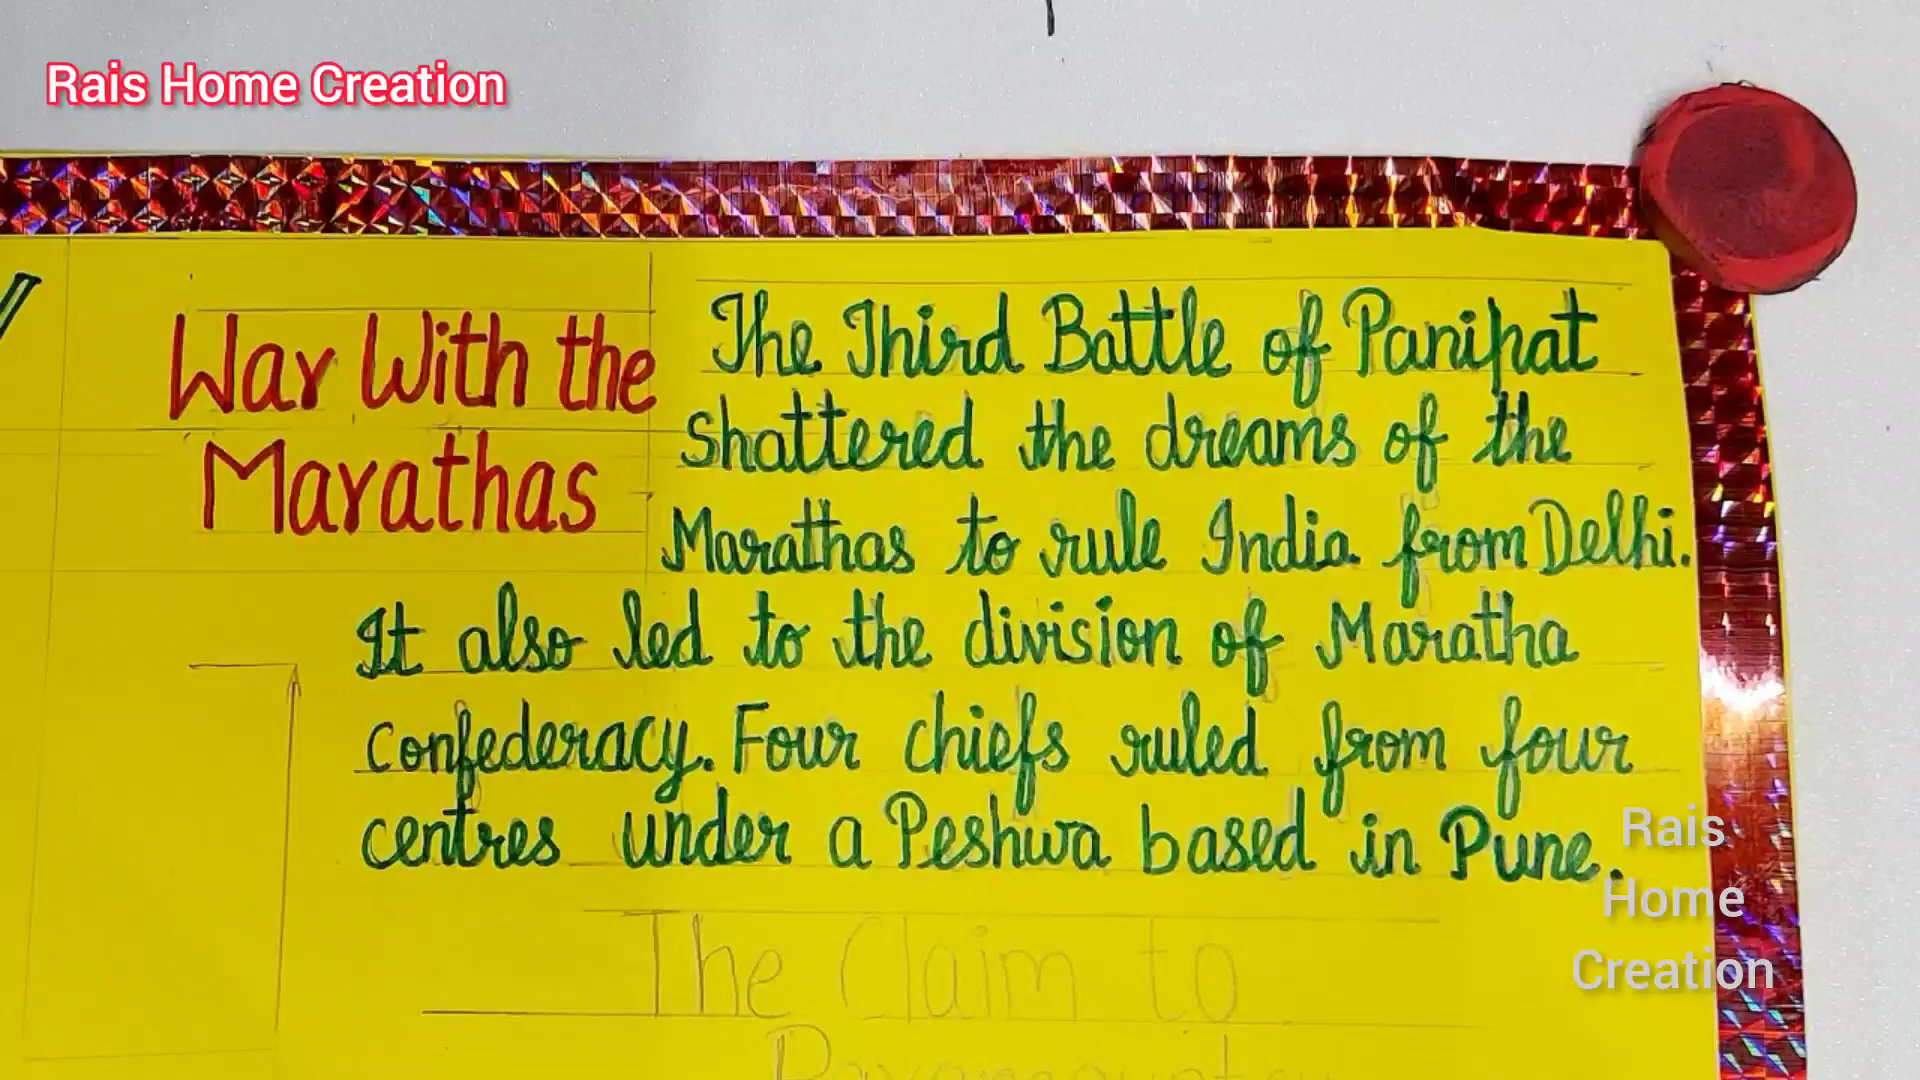 Rais Home Creation
War With the
Marathas
The Third Battle of Panipat
shattered the dreams of the
Marathas to rule India from Delhi.
It also led to the division of Maratha
confederacy. Four chiefs ruled from four
centres under a Peshwa based in Pune.
The Claim to
Paramountcy
Rais
Home
Creation